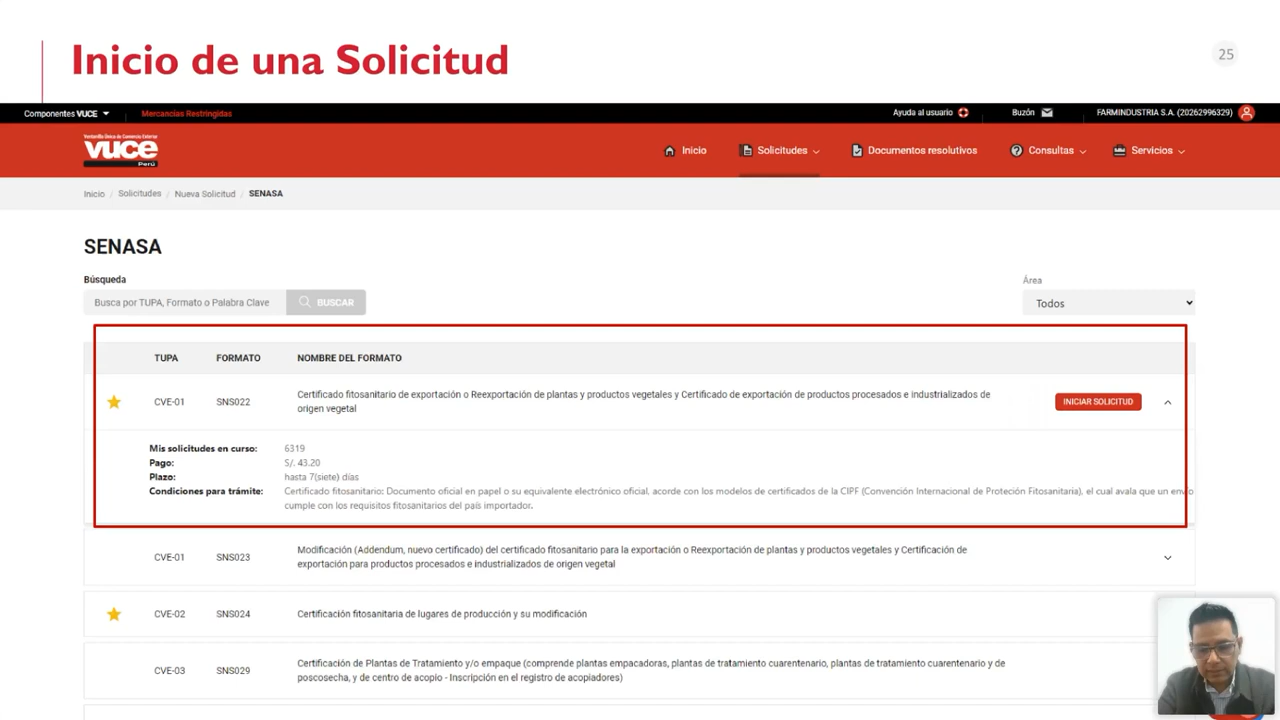 Inicio de una Solicitud
25
Componentes VUCE
Mercancías Restringidas
Ayuda al usuario
Buzón
FARMINDUSTRIA S.A. (20262996329)
Ventanilla Única de Comercio Exterior
vuce
Perú
Inicio
Solicitudes
Documentos resolutivos
Consultas
Servicios
Inicio / Solicitudes / Nueva Solicitud / SENASA
SENASA
Búsqueda
Área
Busca por TUPA, Formato o Palabra Clave
BUSCAR
Todos
TUPA FORMATO NOMBRE DEL FORMATO
CVE-01 SNS022 Certificado fitosanitario de exportación o Reexportación de plantas y productos vegetales y Certificado de exportación de productos procesados e industrializados de
origen vegetal
INICIAR SOLICITUD
Mis solicitudes en curso: 6319
Pago: S/. 43.20
Plazo: hasta 7(siete) días
Condiciones para trámite: Certificado fitosanitario: Documento oficial en papel o su equivalente electrónico oficial, acorde con los modelos de certificados de la CIPF (Convención Internacional de Proteción Fitosanitaria), el cual avala que un envío
cumple con los requisitos fitosanitarios del país importador.
CVE-01 SNS023 Modificación (Addendum, nuevo certificado) del certificado fitosanitario para la exportación o Reexportación de plantas y productos vegetales y Certificación de
exportación para productos procesados e industrializados de origen vegetal
CVE-02 SNS024 Certificación fitosanitaria de lugares de producción y su modificación
CVE-03 SNS029 Certificación de Plantas de Tratamiento y/o empaque (comprende plantas empacadoras, plantas de tratamiento cuarentenario, plantas de tratamiento cuarentenario y de
poscosecha, y de centro de acopio - Inscripción en el registro de acopiadores)